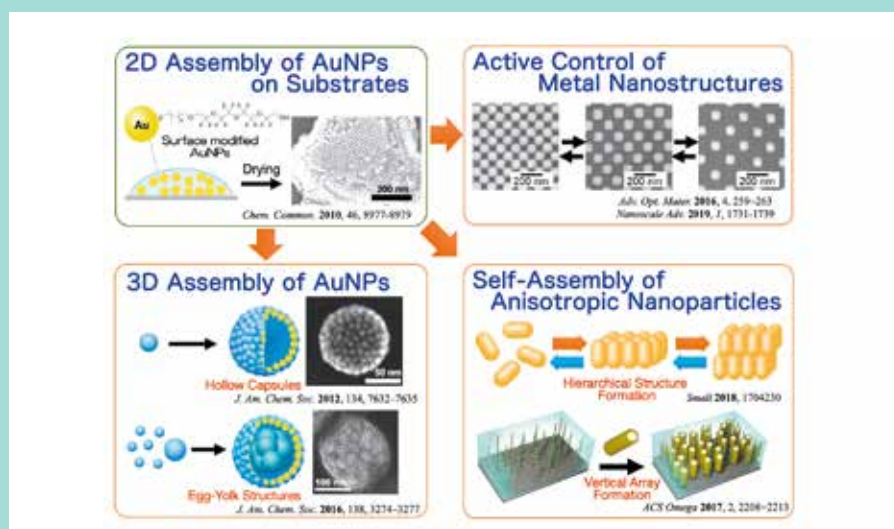 2D Assembly of AuNPs
on Substrates
Au
Surface modified
AuNPs
Drying
200 nm
Chem. Common. 2010, 46, 9977-8979
Active Control of
Metal Nanostructures
200 nm
200 nm
200 nm
Adv. Opt. Mater. 2016, 4, 259–263
Nanoscale Adv. 2019, 1, 1731-1739
3D Assembly of AuNPs
50 nm
Hollow Capsules
J. Am. Chem. Soc. 2012, 134, 7632–7635
100 nm
Egg-Yolk Structures
J. Am. Chem. Soc. 2016, 138, 3274–3277
Self-Assembly of
Anisotropic Nanoparticles
Hierarchical Structure
Formation
Small 2018, 1704230
Vertical Array
Formation
ACS Omega 2017, 2, 2208–2213